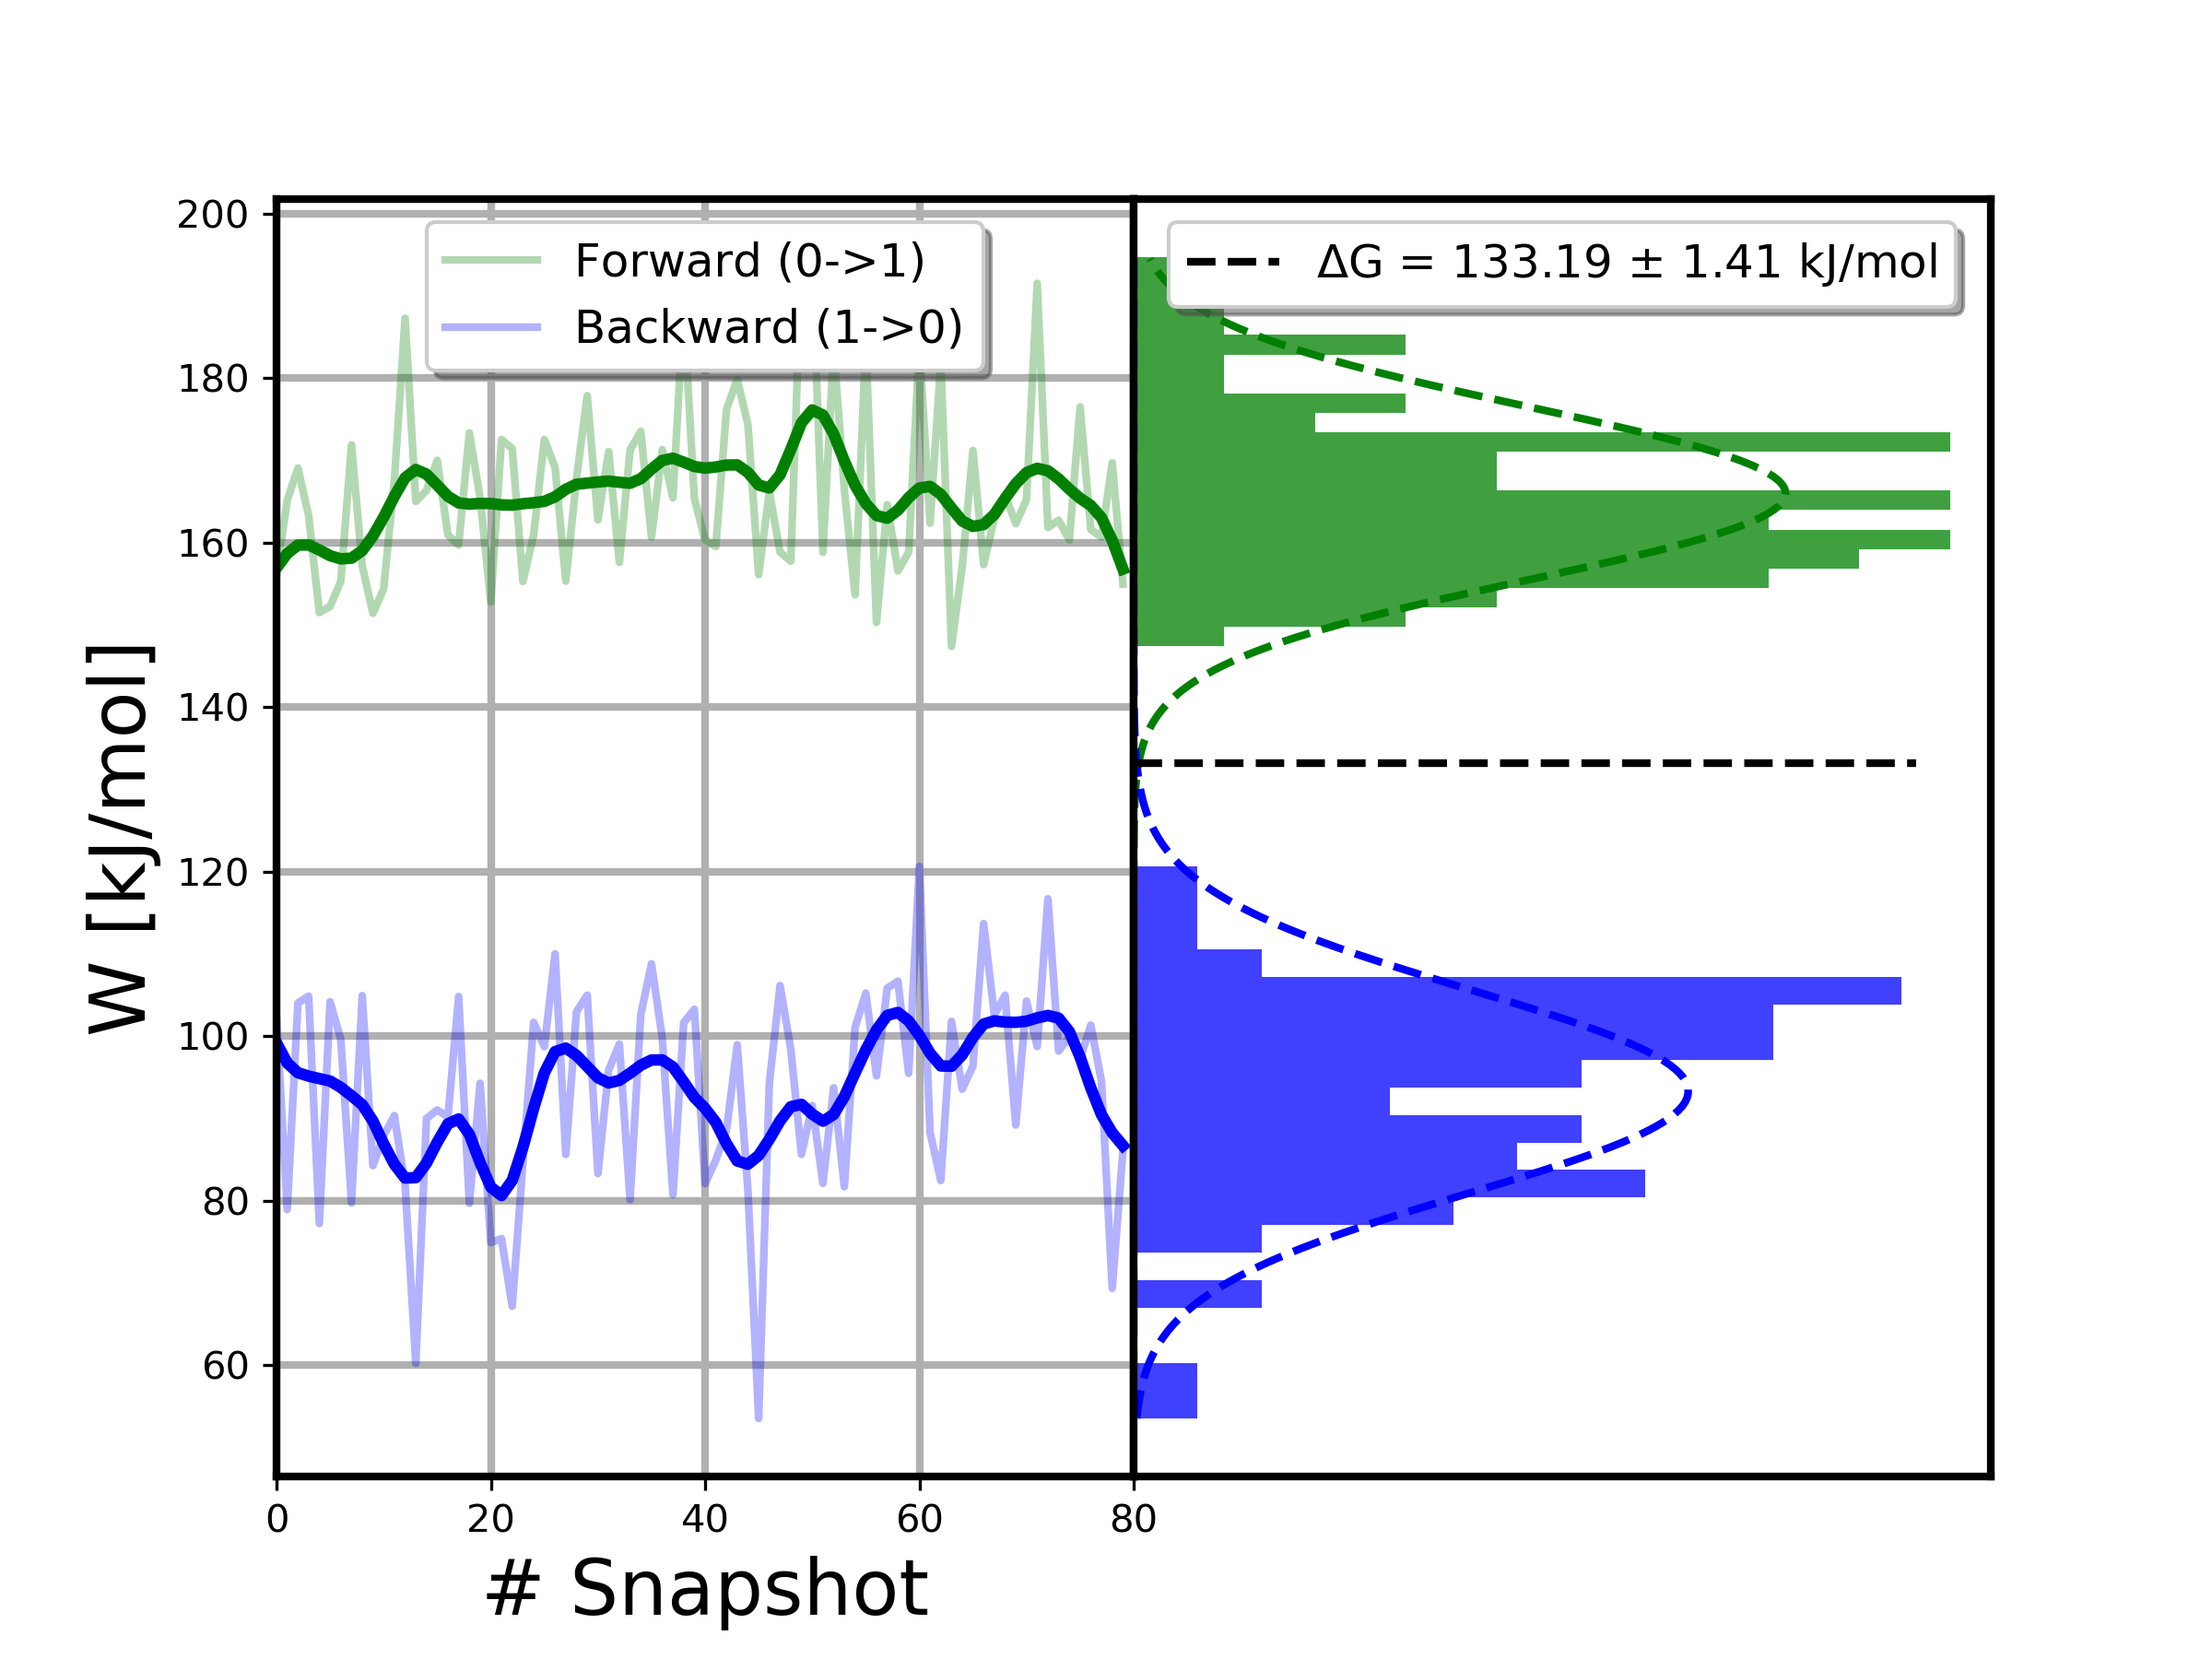 200
180
160
140
120
100
80
60
W [kJ/mol]
Forward (0->1)
Backward (1->0)
ΔG = 133.19 ± 1.41 kJ/mol
0 20 40 60 80
# Snapshot